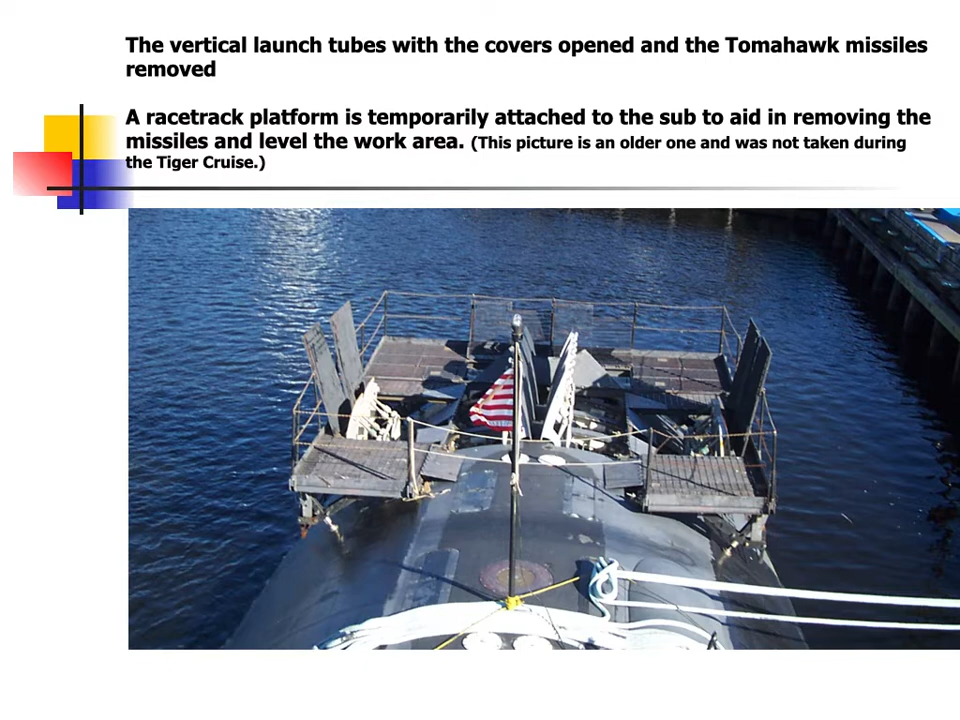 The vertical launch tubes with the covers opened and the Tomahawk missiles
removed
A racetrack platform is temporarily attached to the sub to aid in removing the
missiles and level the work area. (This picture is an older one and was not taken during
the Tiger Cruise.)